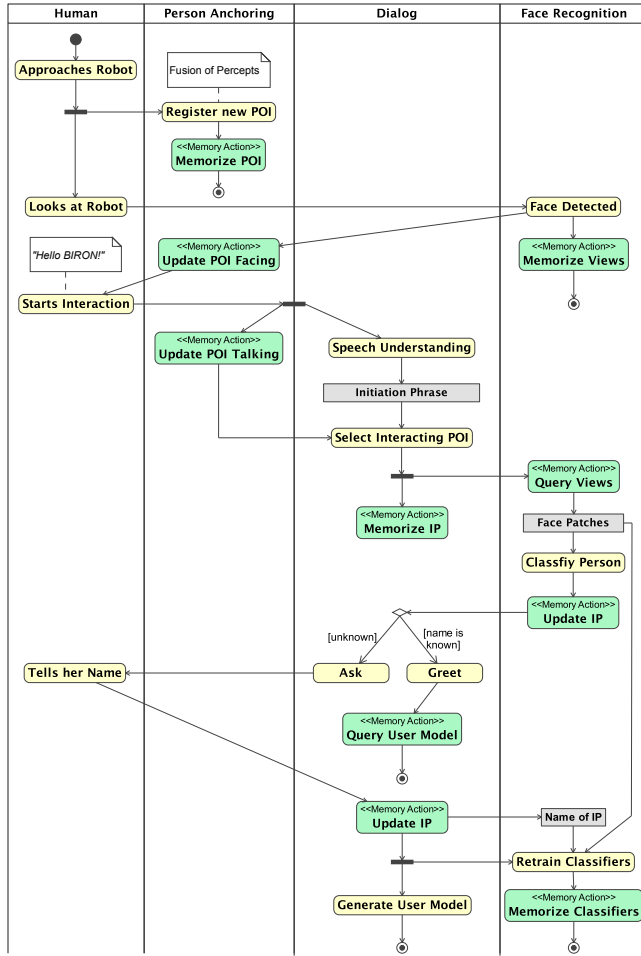 Human
Person Anchoring
Dialog
Face Recognition
Approaches Robot
Fusion of Percepts
Register new POI
<<Memory Action>>
Memorize POI
Looks at Robot
Face Detected
"Hello BIRON!"
<<Memory Action>>
Update POI Facing
<<Memory Action>>
Memorize Views
Starts Interaction
<<Memory Action>>
Update POI Talking
Speech Understanding
Initiation Phrase
Select Interacting POI
<<Memory Action>>
Query Views
<<Memory Action>>
Memorize IP
Face Patches
Classfiy Person
<<Memory Action>>
Update IP
[unknown]
[name is
known]
Tells her Name
Ask
Greet
<<Memory Action>>
Query User Model
<<Memory Action>>
Update IP
Name of IP
Retrain Classifiers
Generate User Model
<<Memory Action>>
Memorize Classifiers